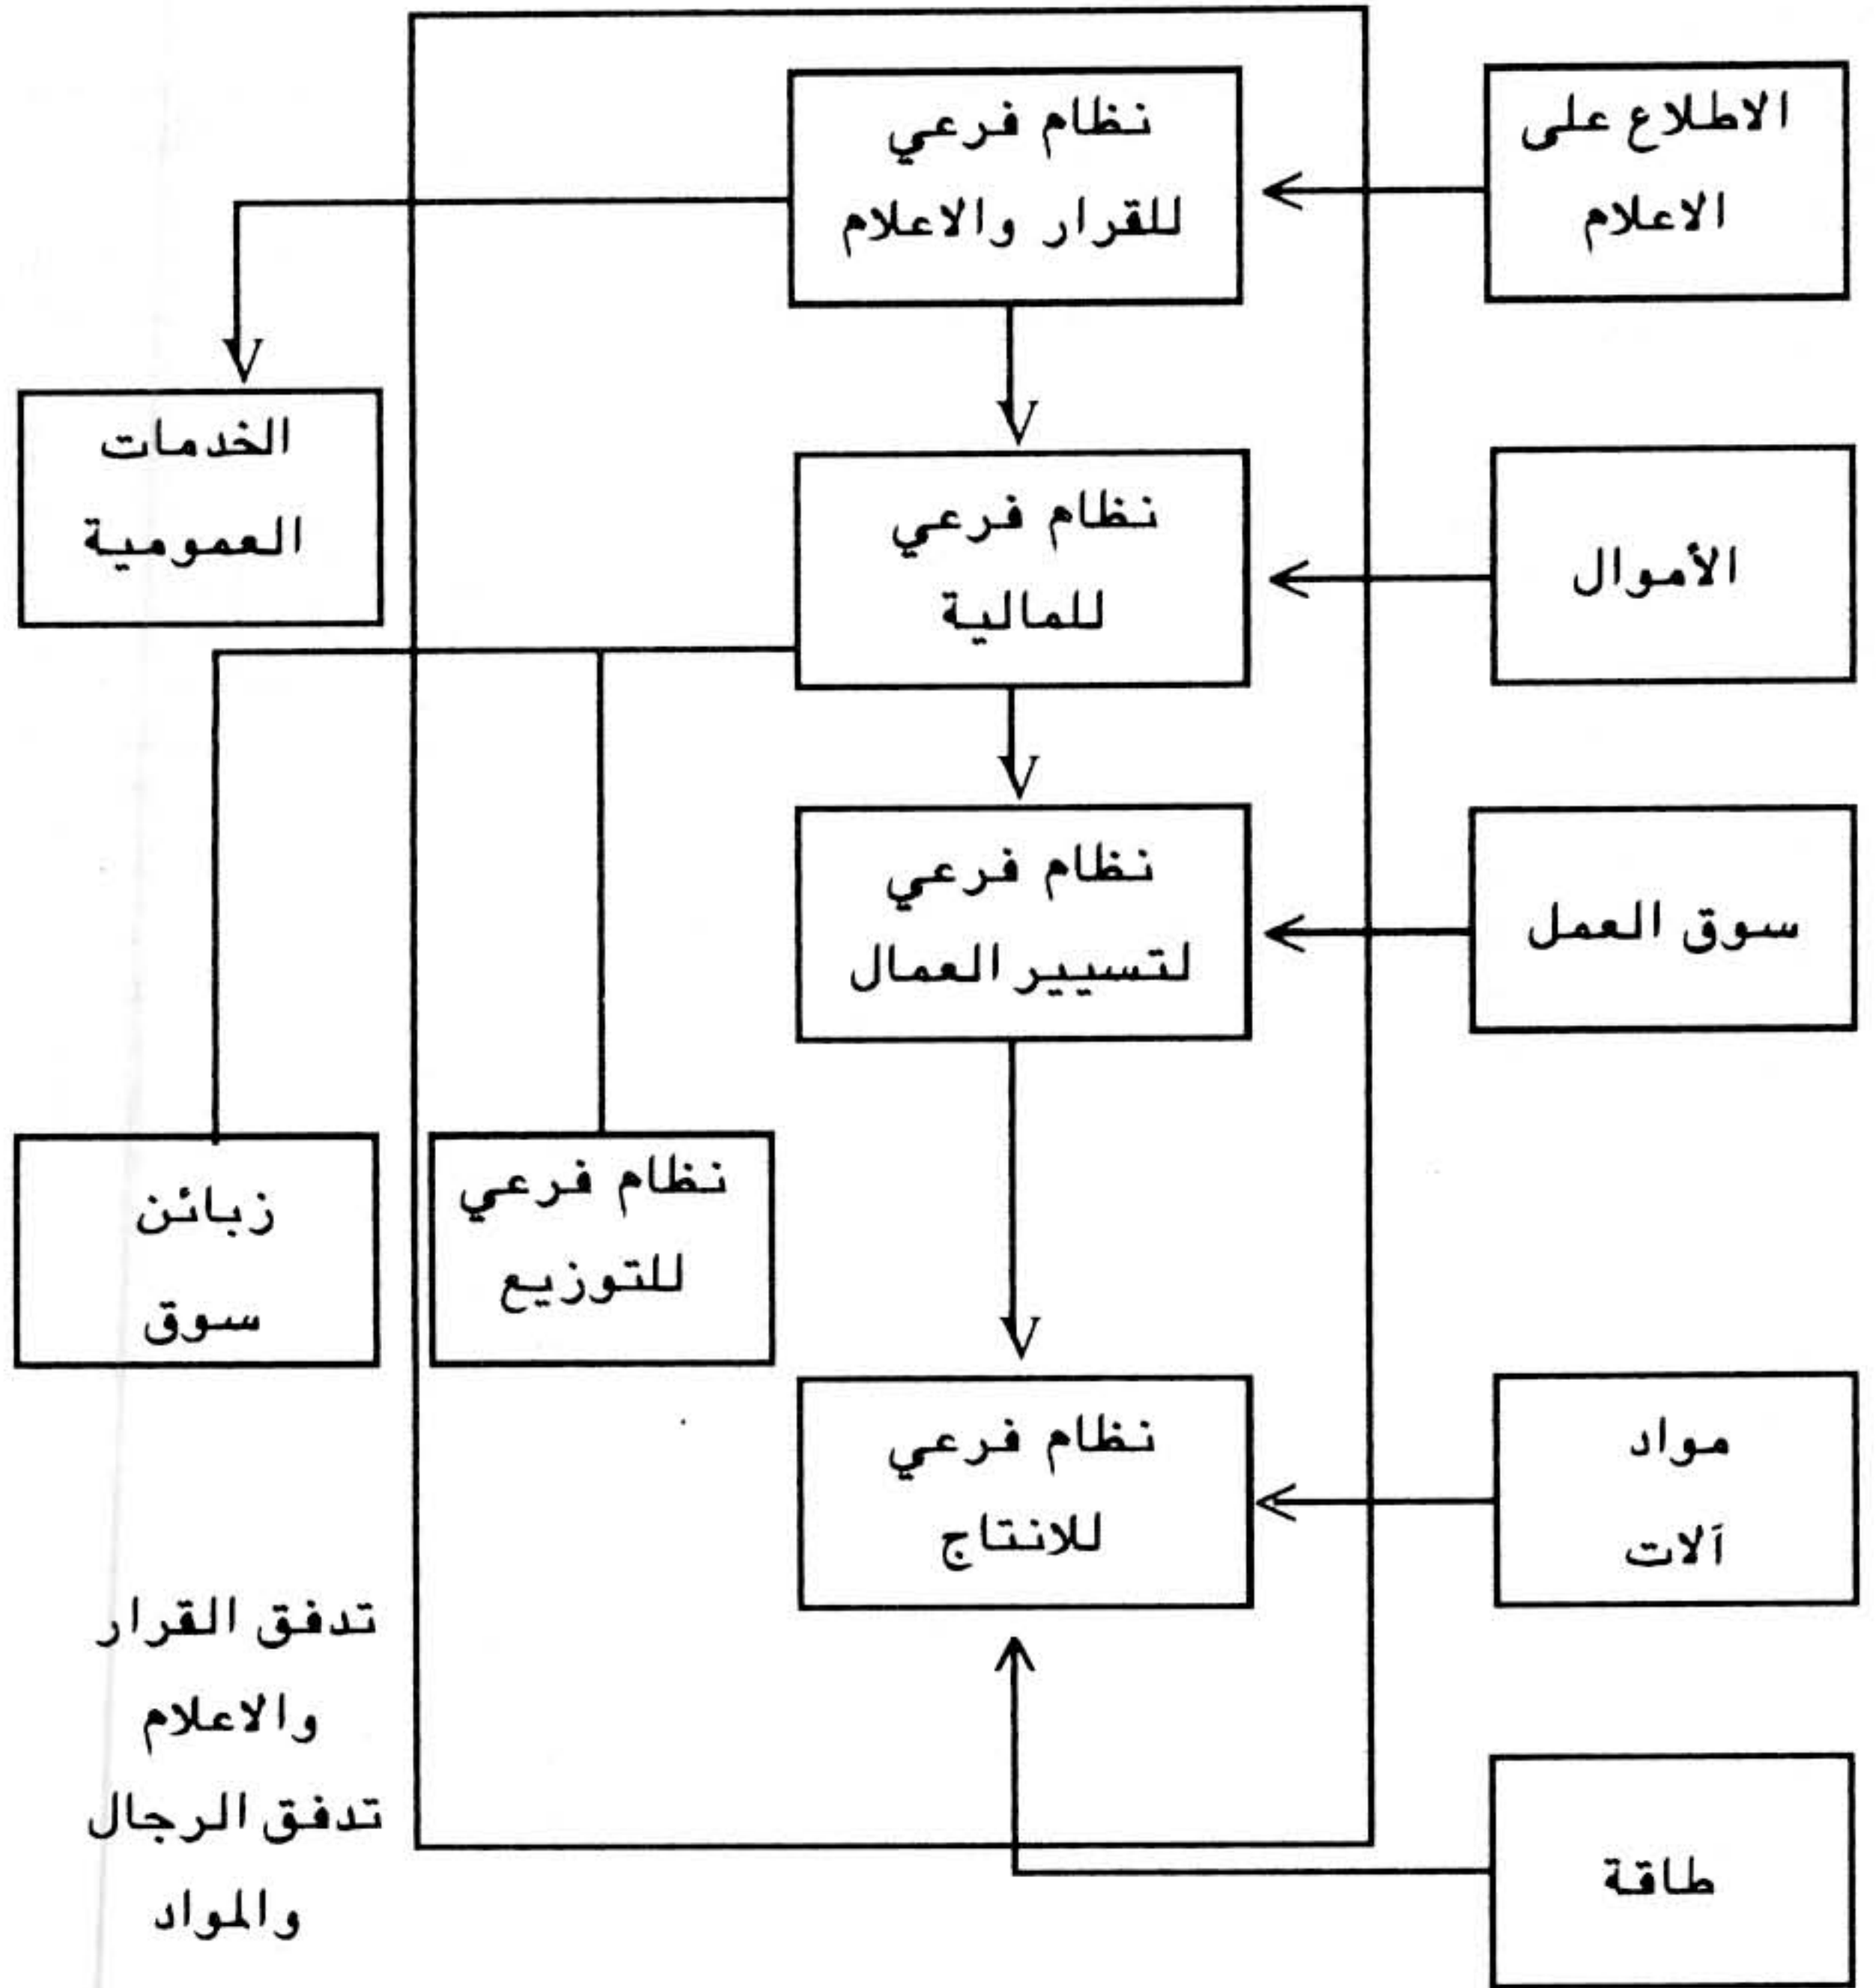 الاطلاع على
الاعلام
نظام فرعي
للقرار والاعلام
الخدمات
العمومية
الأموال
نظام فرعي
للمالية
سوق العمل
نظام فرعي
لتسيير العمال
نظام فرعي
للتوزيع
زبائن
سوق
مواد
آلات
نظام فرعي
للانتاج
طاقة
تدفق القرار
والاعلام
تدفق الرجال
والمواد